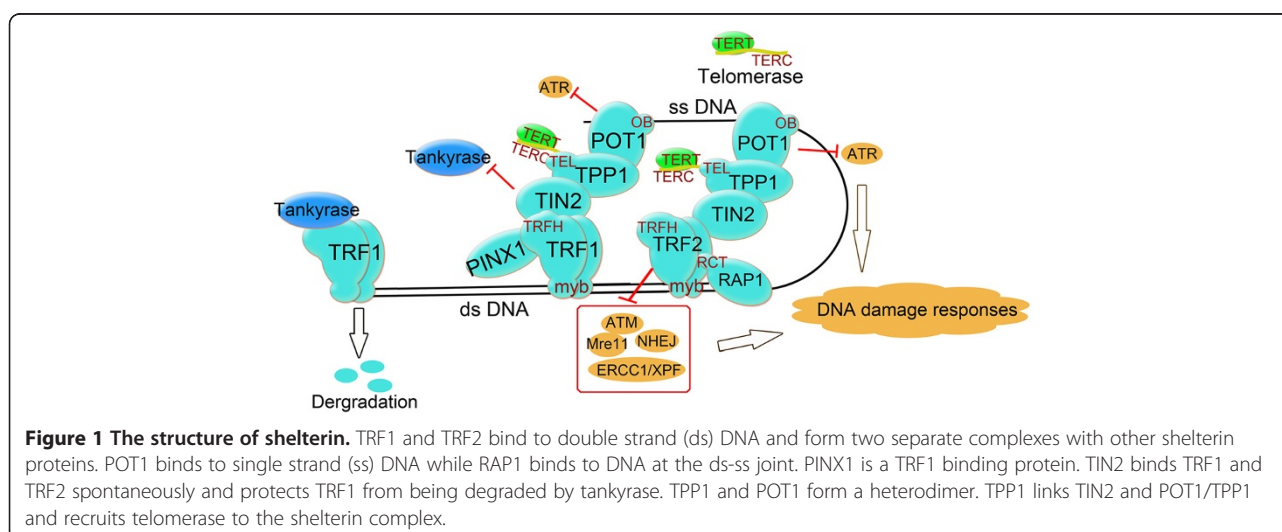 TERT
TERC
Telomerase
ATR
ss DNA
OB
POT1
OB
POT1
TERT
TERC
TEL
TPP1
ATR
TERT
TERC
TEL
TPP1
Tankyrase
TIN2
TIN2
Tankyrase
TRF1
TRFH
TRF1
PINX1
TRFH
TRF2
RCT
RAP1
myb
myb
ds DNA
ATM
Mre11
NHEJ
ERCC1/XPF
DNA damage responses
Dergradation
Figure 1 The structure of shelterin. TRF1 and TRF2 bind to double strand (ds) DNA and form two separate complexes with other shelterin
proteins. POT1 binds to single strand (ss) DNA while RAP1 binds to DNA at the ds-ss joint. PINX1 is a TRF1 binding protein. TIN2 binds TRF1 and
TRF2 spontaneously and protects TRF1 from being degraded by tankyrase. TPP1 and POT1 form a heterodimer. TPP1 links TIN2 and POT1/TPP1
and recruits telomerase to the shelterin complex.